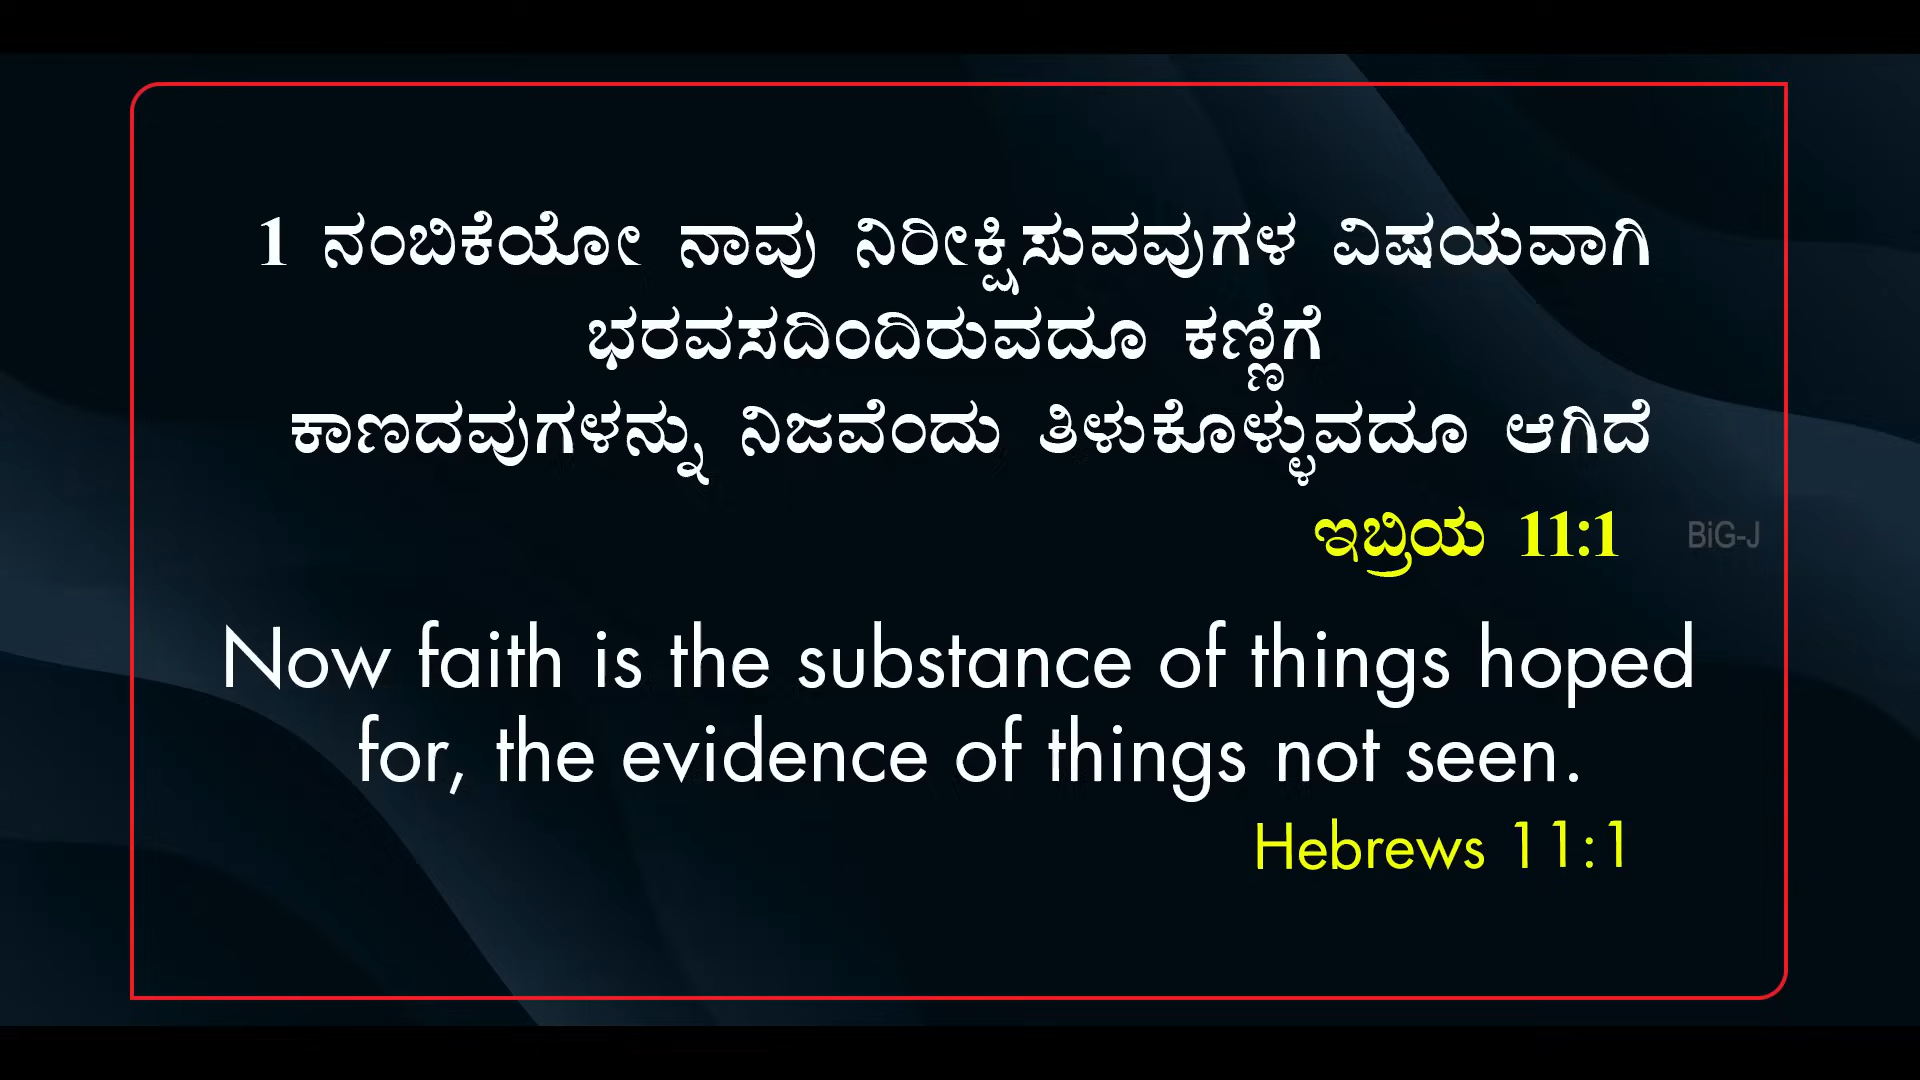 1 ನಂಬಿಕೆಯೋ ನಾವು ನಿರೀಕ್ಷಿಸುವವುಗಳ ವಿಷಯವಾಗಿ
ಭರವಸದಿಂದಿರುವದೂ ಕಣ್ಣಿಗೆ
ಕಾಣದವುಗಳನ್ನು ನಿಜವೆಂದು ತಿಳುಕೊಳ್ಳುವದೂ ಆಗಿದೆ
ಇಬ್ರಿಯ 11:1
BiG-J
Now faith is the substance of things hoped
for, the evidence of things not seen.
Hebrews 11:1